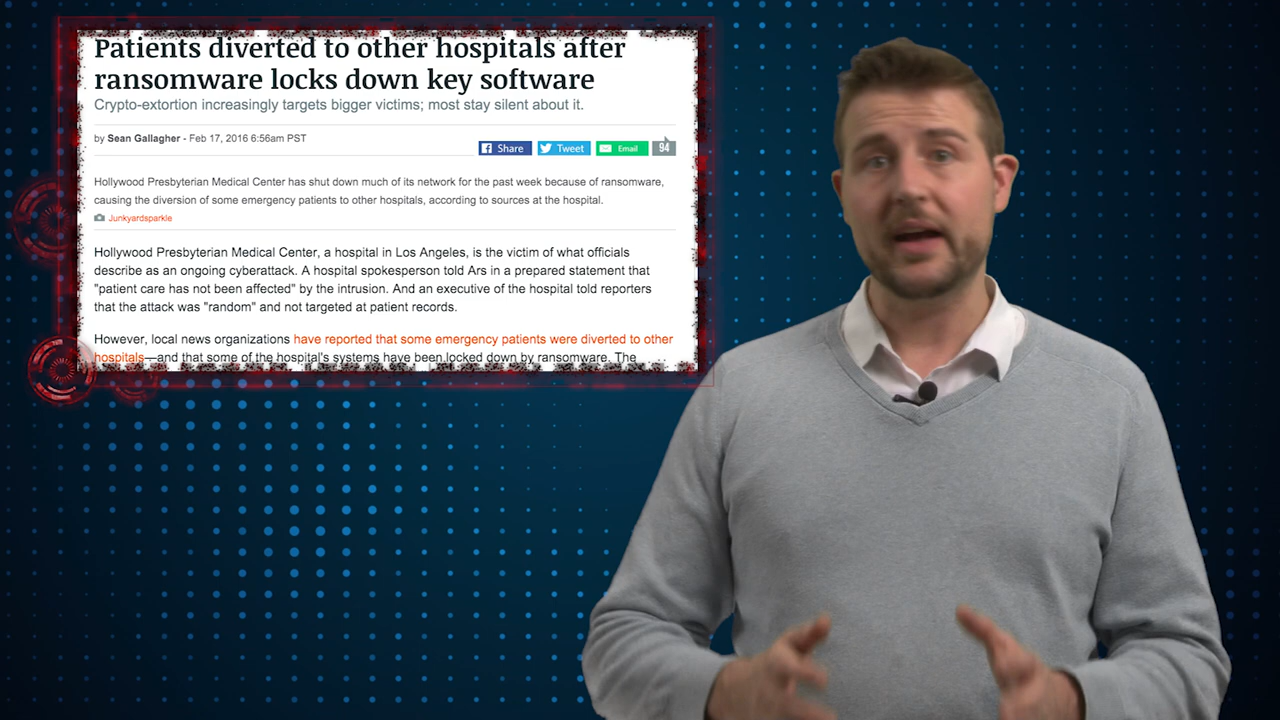 Patients diverted to other hospitals after
ransomware locks down key software
Crypto-extortion increasingly targets bigger victims; most stay silent about it.
by Sean Gallagher - Feb 17, 2016 6:56am PST
Share Tweet Email 94
Hollywood Presbyterian Medical Center has shut down much of its network for the past week because of ransomware,
causing the diversion of some emergency patients to other hospitals, according to sources at the hospital.
Junkyardsparkle
Hollywood Presbyterian Medical Center, a hospital in Los Angeles, is the victim of what officials
describe as an ongoing cyberattack. A hospital spokesperson told Ars in a prepared statement that
"patient care has not been affected" by the intrusion. And an executive of the hospital told reporters
that the attack was "random" and not targeted at patient records.
However, local news organizations have reported that some emergency patients were diverted to other
hospitals—and that some of the hospital's systems have been locked down by ransomware. The